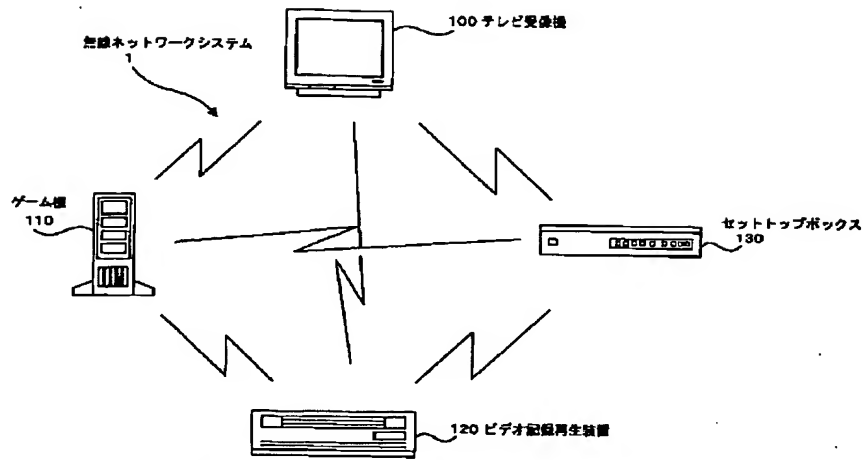 100 テレビ受像機
無線ネットワークシステム
1
ゲーム機
110
セットトップボックス
130
120 ビデオ記録再生装置